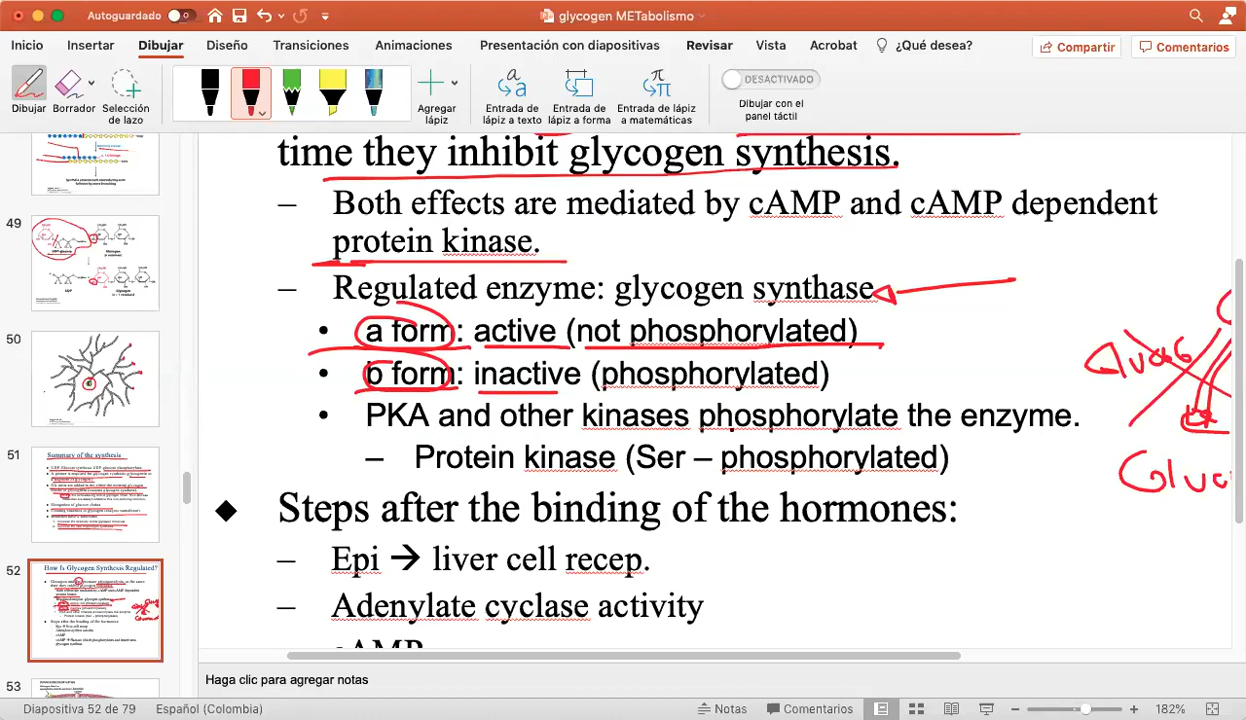 Autoguardado
glycogen METabolismo
Inicio Insertar Dibujar Diseño Transiciones Animaciones Presentación con diapositivas Revisar Vista Acrobat ¿Qué desea? Compartir Comentarios
DESACTIVADO
Dibujar Borrador Selección de lazo Agregar lápiz Entrada de lápiz a texto Entrada de lápiz a forma Entrada de lápiz a matemáticas Dibujar con el panel táctil
time they inhibit glycogen synthesis.
– Both effects are mediated by cAMP and cAMP dependent
protein kinase.
– Regulated enzyme: glycogen synthase
• a form: active (not phosphorylated)
• b form: inactive (phosphorylated)
• PKA and other kinases phosphorylate the enzyme.
– Protein kinase (Ser – phosphorylated)
◆ Steps after the binding of the hormones:
– Epi → liver cell recep.
– Adenylate cyclase activity
cAMP
49
50
51
Summary of the synthesis
52
How Is Glycogen Synthesis Regulated?
53
Haga clic para agregar notas
Diapositiva 52 de 79 Español (Colombia) Notas Comentarios 182%